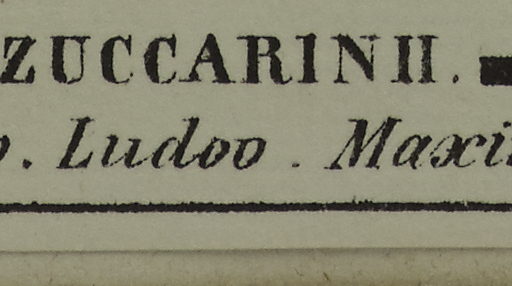 ZUCCARINII.
. Ludov. Maxi